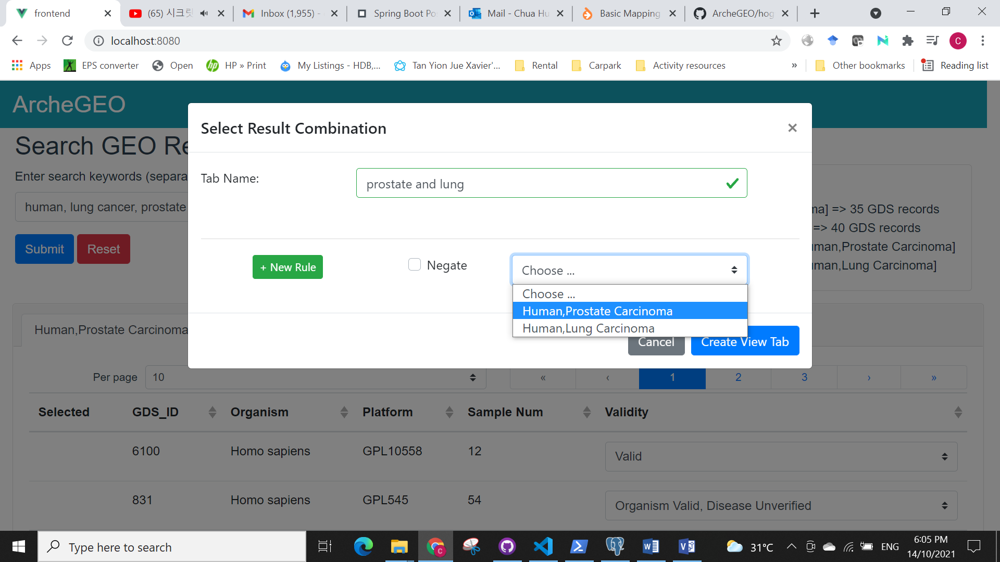 frontend
(65) 시크릿
Inbox (1,955) -
Spring Boot Po
Mail - Chua Hu
Basic Mapping
ArcheGEO/hog
localhost:8080
C
Apps
EPS converter
Open
HP » Print
My Listings - HDB,...
Tan Yion Jue Xavier'...
Rental
Carpark
Activity resources
»
Other bookmarks
Reading list
ArcheGEO
Search GEO Re
Enter search keywords (separa
human, lung cancer, prostate
Submit
Reset
ma] => 35 GDS records
=> 40 GDS records
uman,Prostate Carcinoma]
uman,Lung Carcinoma]
Select Result Combination
×
Tab Name:
prostate and lung
+ New Rule
Negate
Choose ...
Choose ...
Human,Prostate Carcinoma
Human,Lung Carcinoma
Cancel
Create View Tab
Human,Prostate Carcinoma
Per page
10
«
‹
1
2
3
›
»
Selected
GDS_ID
Organism
Platform
Sample Num
Validity
6100
Homo sapiens
GPL10558
12
Valid
831
Homo sapiens
GPL545
54
Organism Valid, Disease Unverified
Type here to search
31°C
ENG
6:05 PM
14/10/2021